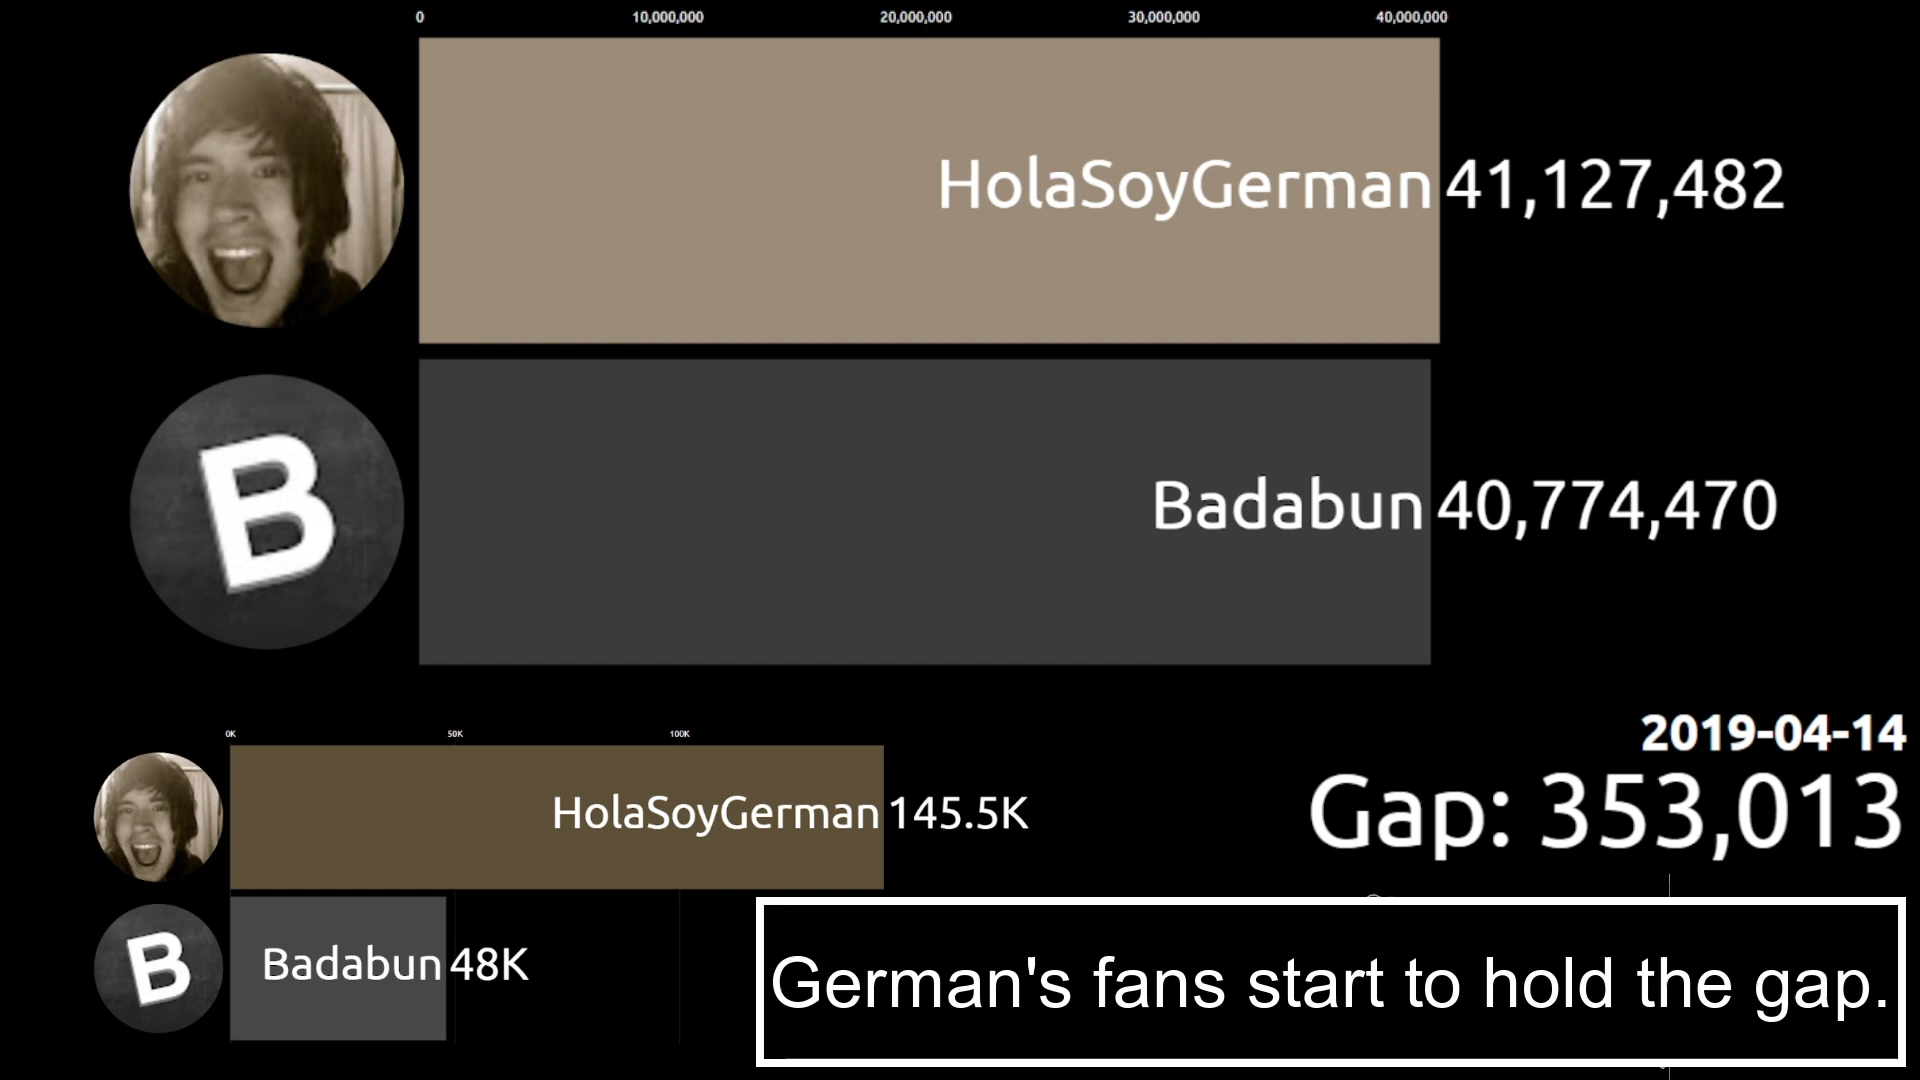 0 10,000,000 20,000,000 30,000,000 40,000,000
HolaSoyGerman 41,127,482
B
Badabun 40,774,470
2019-04-14
Gap: 353,013
0K 50K 100K
HolaSoyGerman 145.5K
B
Badabun 48K
German's fans start to hold the gap.